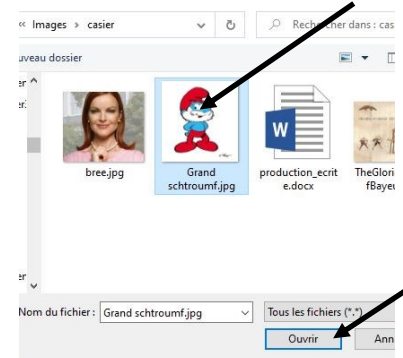 « Images › casier
Rechercher dans : cas
uveau dossier
W
bree.jpg
Grand
schtroumf.jpg
production_ecrit
e.docx
TheGlori
fBayeu
Nom du fichier :
Grand schtroumf.jpg
Tous les fichiers (*.*)
Ouvrir
Ann